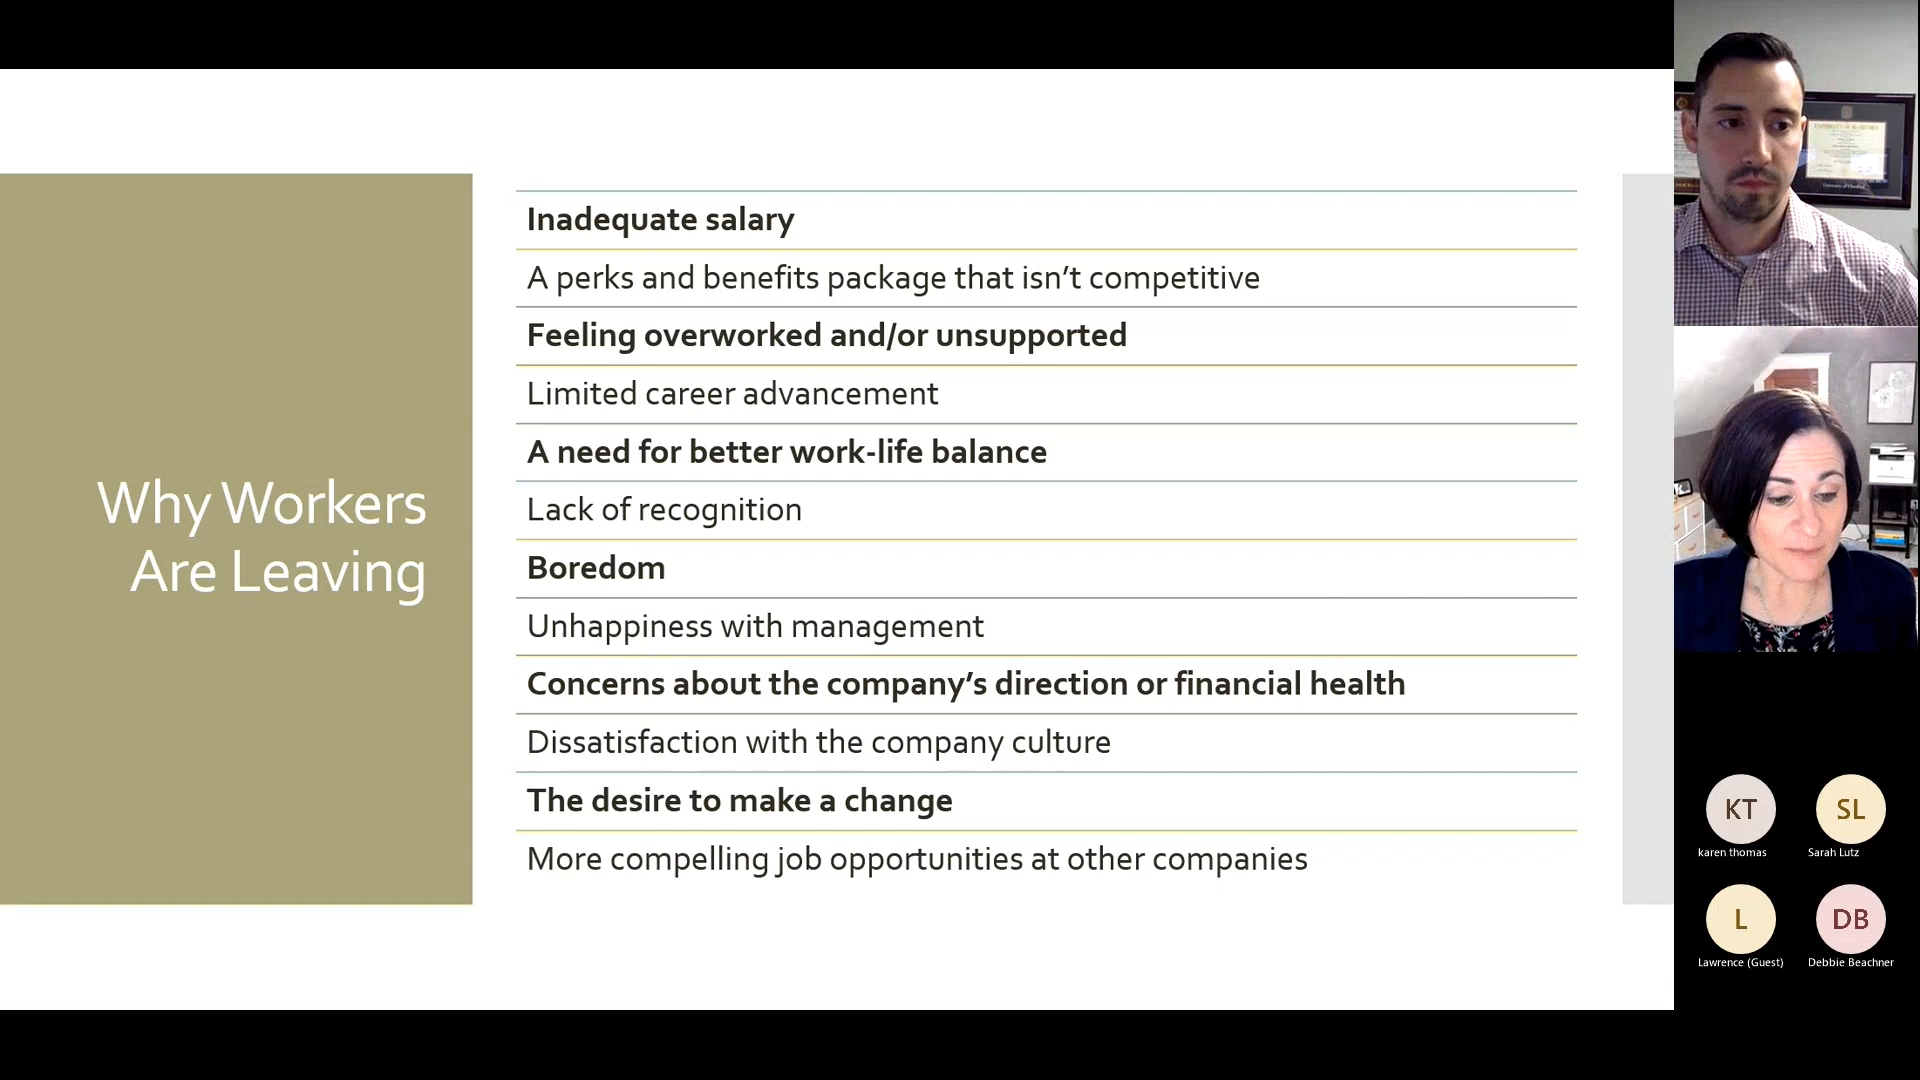 Why Workers
Are Leaving
Inadequate salary
A perks and benefits package that isn’t competitive
Feeling overworked and/or unsupported
Limited career advancement
A need for better work-life balance
Lack of recognition
Boredom
Unhappiness with management
Concerns about the company’s direction or financial health
Dissatisfaction with the company culture
The desire to make a change
More compelling job opportunities at other companies
KT
karen thomas
SL
Sarah Lutz
L
Lawrence (Guest)
DB
Debbie Beachner